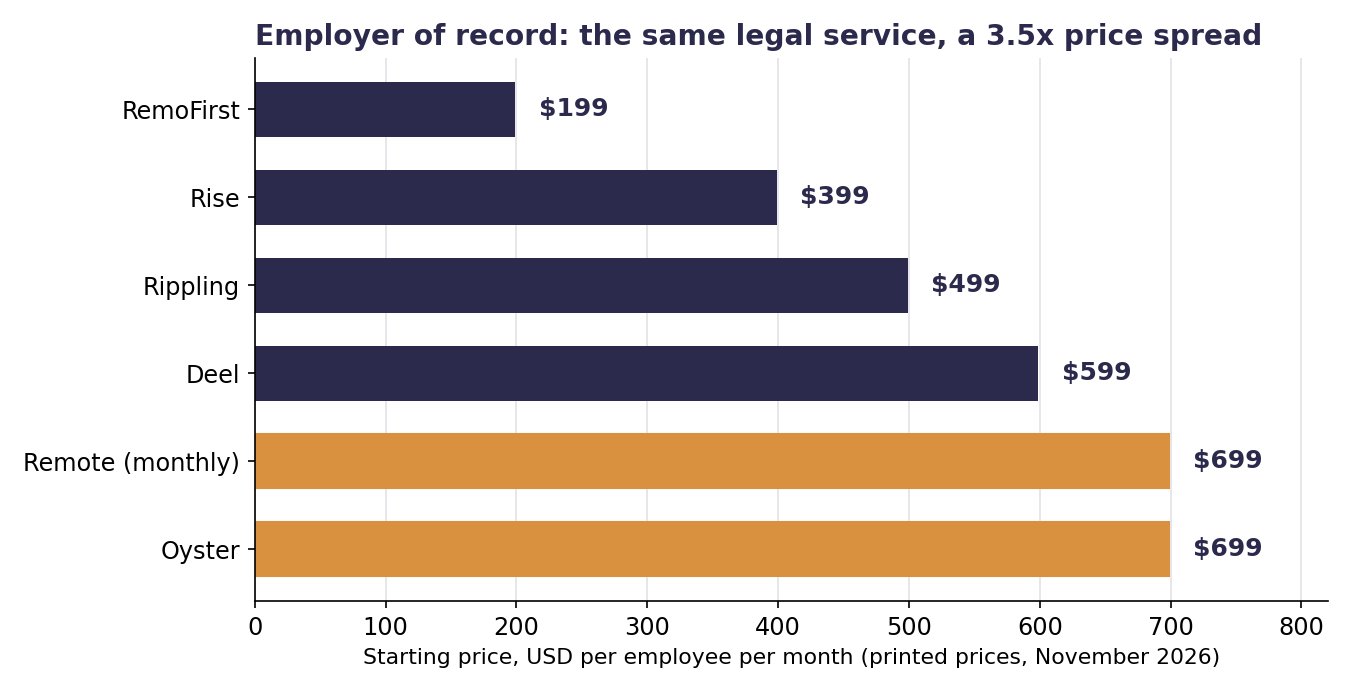 Employer of record: the same legal service, a 3.5x price spread
RemoFirst $199
Rise $399
Rippling $499
Deel $599
Remote (monthly) $699
Oyster $699
0 100 200 300 400 500 600 700 800
Starting price, USD per employee per month (printed prices, November 2026)